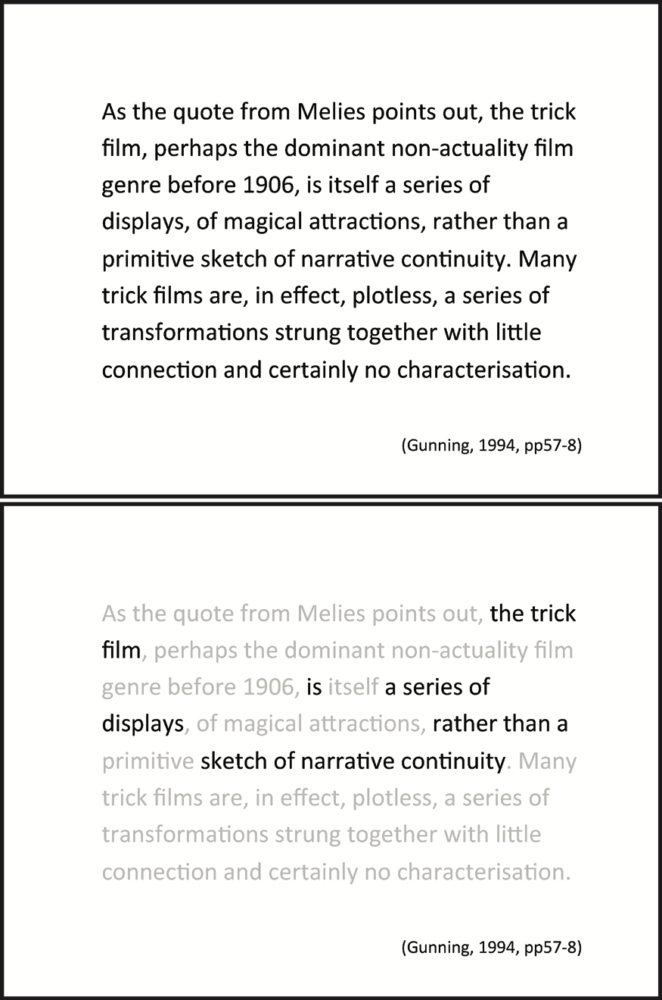 As the quote from Melies points out, the trick
film, perhaps the dominant non-actuality film
genre before 1906, is itself a series of
displays, of magical attractions, rather than a
primitive sketch of narrative continuity. Many
trick films are, in effect, plotless, a series of
transformations strung together with little
connection and certainly no characterisation.
(Gunning, 1994, pp57-8)
As the quote from Melies points out, the trick
film, perhaps the dominant non-actuality film
genre before 1906, is itself a series of
displays, of magical attractions, rather than a
primitive sketch of narrative continuity. Many
trick films are, in effect, plotless, a series of
transformations strung together with little
connection and certainly no characterisation.
(Gunning, 1994, pp57-8)